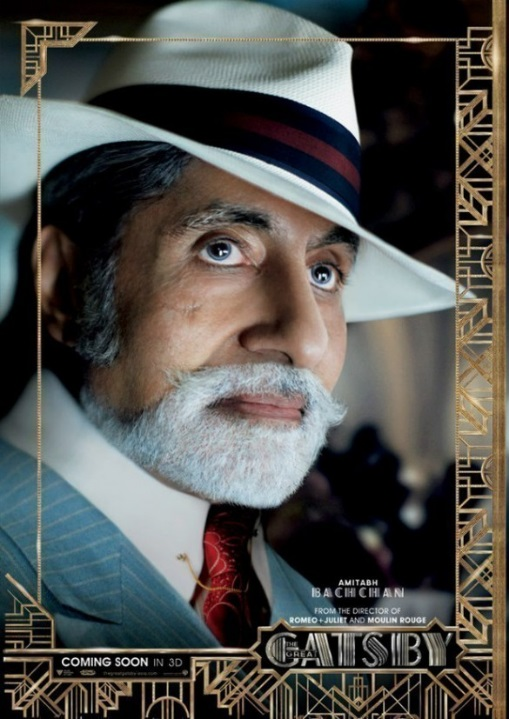 AMITABH
BACHCHAN
FROM THE DIRECTOR OF
ROMEO + JULIET AND MOULIN ROUGE
THE GREAT
GATSBY
COMING SOON IN 3D